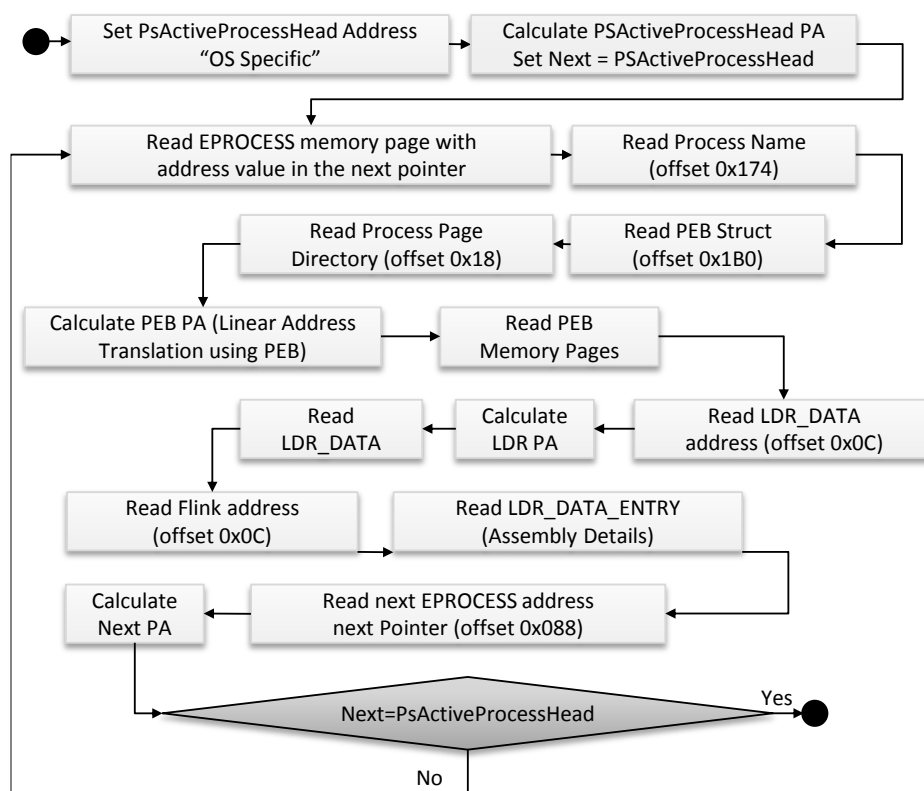 Set PsActiveProcessHead Address
“OS Specific”
Calculate PSActiveProcessHead PA
Set Next = PSActiveProcessHead
Read EPROCESS memory page with
address value in the next pointer
Read Process Name
(offset 0x174)
Read Process Page
Directory (offset 0x18)
Read PEB Struct
(offset 0x1B0)
Calculate PEB PA (Linear Address
Translation using PEB)
Read PEB
Memory Pages
Read
LDR_DATA
Calculate
LDR PA
Read LDR_DATA
address (offset 0x0C)
Read Flink address
(offset 0x0C)
Read LDR_DATA_ENTRY
(Assembly Details)
Calculate
Next PA
Read next EPROCESS address
next Pointer (offset 0x088)
Next=PsActiveProcessHead
Yes
No